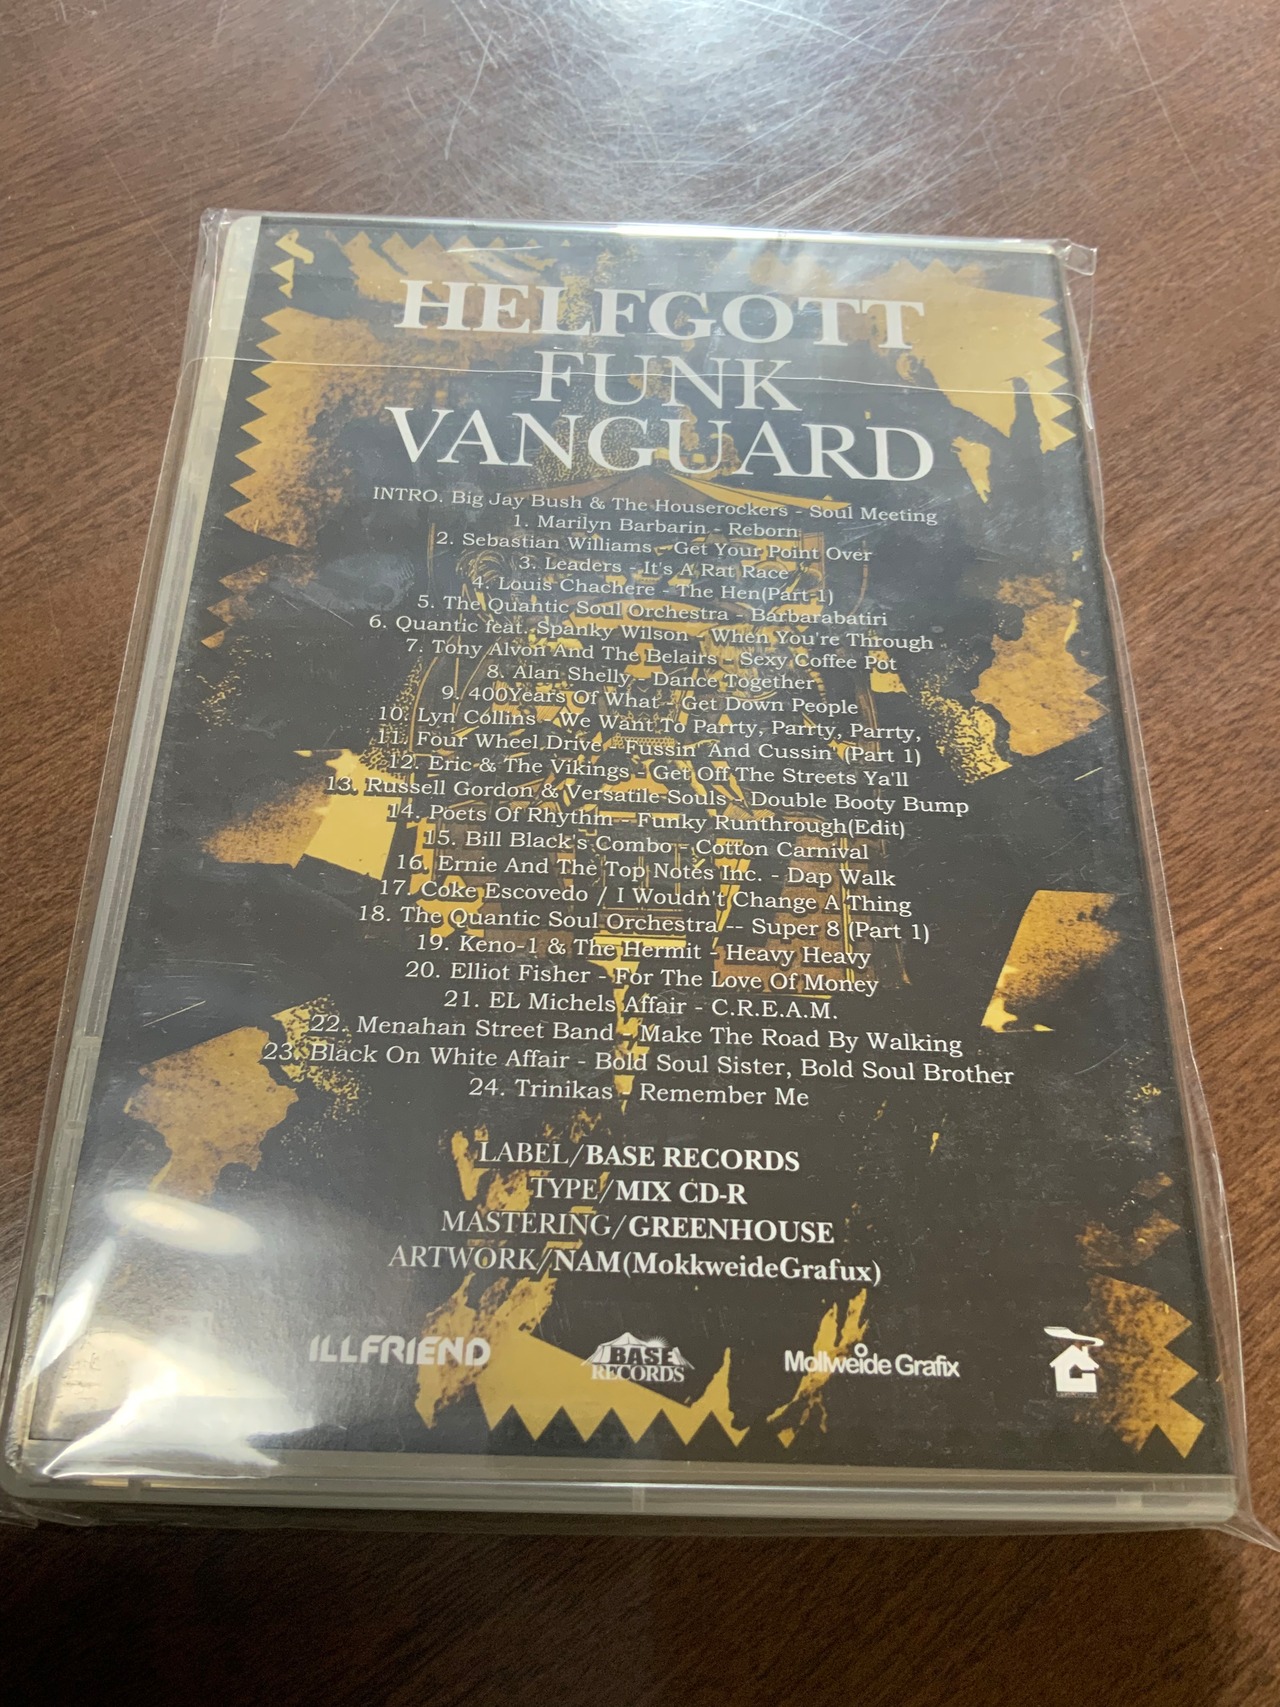 HELFGOTT
FUNK
VANGUARD
INTRO. Big Jay Bush & The Houserockers - Soul Meeting
1. Marilyn Barbarin - Reborn
2. Sebastian Williams - Get Your Point Over
3. Leaders - It's A Rat Race
4. Louis Chachere - The Hen(Part-1)
5. The Quantic Soul Orchestra - Barbarabatiri
6. Quantic feat. Spanky Wilson - When You're Through
7. Tony Alvon And The Belairs - Sexy Coffee Pot
8. Alan Shelly - Dance Together
9. 400Years Of What - Get Down People
10. Lyn Collins - We Want To Parrty, Parrty, Parrty,
11. Four Wheel Drive - Fussin' And Cussin' (Part 1)
12. Eric & The Vikings - Get Off The Streets Ya'll
13. Russell Gordon & Versatile Souls - Double Booty Bump
14. Poets Of Rhythm - Funky Runthrough(Edit)
15. Bill Black's Combo - Cotton Carnival
16. Ernie And The Top Notes Inc. - Dap Walk
17. Coke Escovedo / I Woudn't Change A Thing
18. The Quantic Soul Orchestra -- Super 8 (Part 1)
19. Keno-1 & The Hermit - Heavy Heavy
20. Elliot Fisher - For The Love Of Money
21. EL Michels Affair - C.R.E.A.M.
22. Menahan Street Band - Make The Road By Walking
23. Black On White Affair - Bold Soul Sister, Bold Soul Brother
24. Trinikas - Remember Me
LABEL/BASE RECORDS
TYPE/MIX CD-R
MASTERING/GREENHOUSE
ARTWORK/NAM(MokkweideGrafux)
ILLFRIEND
BASE
RECORDS
Mollweide Grafix